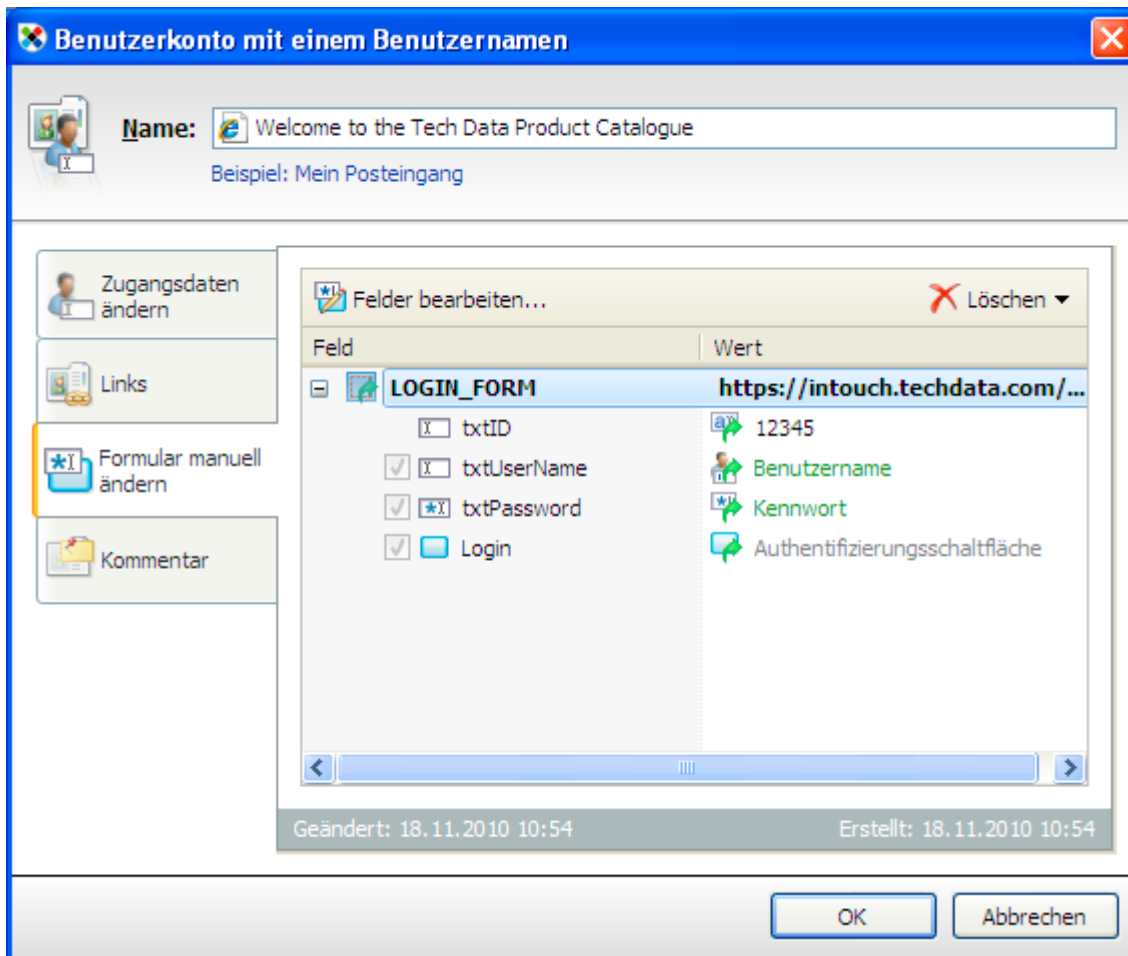 Benutzerkonto mit einem Benutzernamen
Name: Welcome to the Tech Data Product Catalogue
Beispiel: Mein Posteingang
Zugangsdaten
ändern
Links
Formular manuell
ändern
Kommentar
Felder bearbeiten...
Löschen
Feld Wert
LOGIN_FORM https://intouch.techdata.com/...
txtID 12345
txtUserName Benutzername
txtPassword Kennwort
Login Authentifizierungsschaltfläche
Geändert: 18.11.2010 10:54 Erstellt: 18.11.2010 10:54
OK Abbrechen